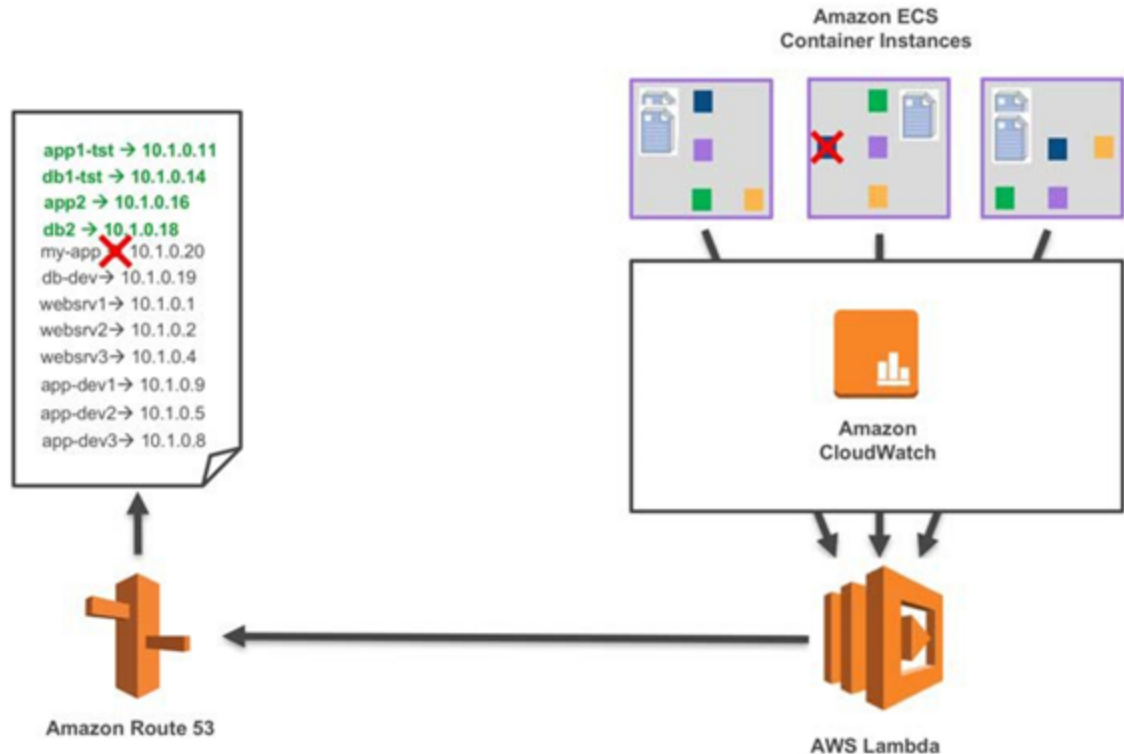 Amazon ECS
Container Instances
app1-tst → 10.1.0.11
db1-tst → 10.1.0.14
app2 → 10.1.0.16
db2 → 10.1.0.18
my-app 10.1.0.20
db-dev→ 10.1.0.19
websrv1→ 10.1.0.1
websrv2→ 10.1.0.2
websrv3→ 10.1.0.4
app-dev1→ 10.1.0.9
app-dev2→ 10.1.0.5
app-dev3→ 10.1.0.8
Amazon
CloudWatch
Amazon Route 53
AWS Lambda